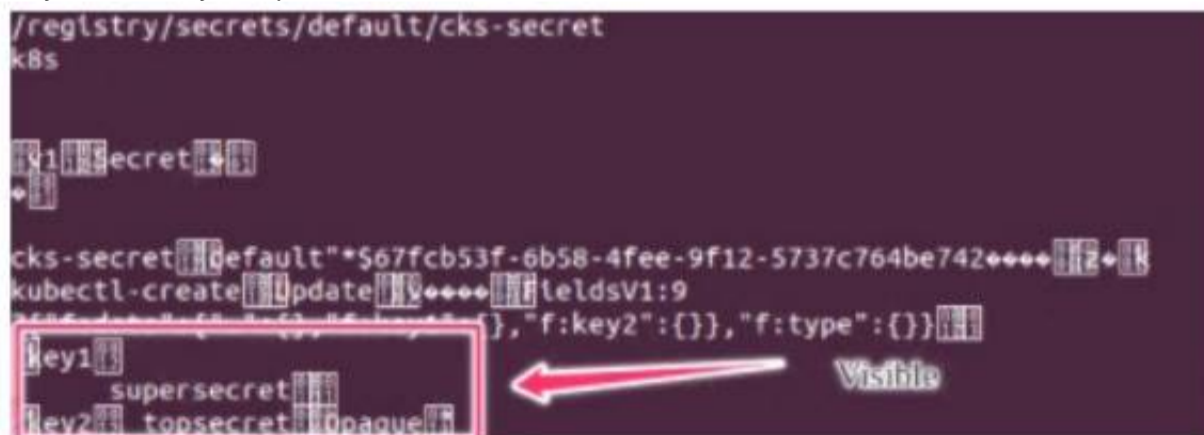 /registry/secrets/default/cks-secret
k8s
v1 Secret
cks-secret default"*$67fcb53f-6b58-4fee-9f12-5737c764be742 z k
kubectl-create Update v FieldsV1:9
{},"f:key2":{}},"f:type":{}}
key1
supersecret
Visible
key2 topsecret Opaque"